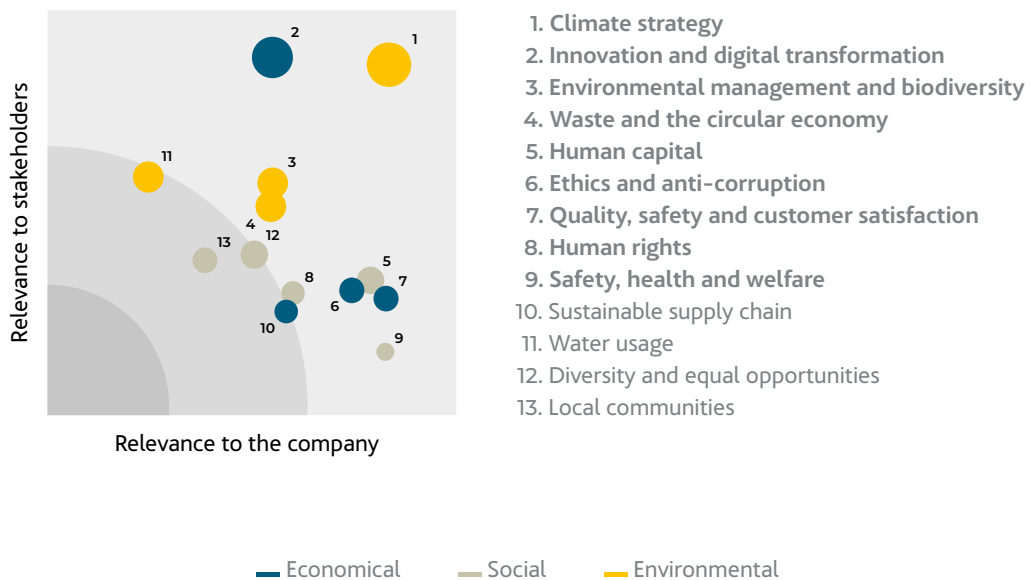 2
1
11
3
4
12
13
5
8
7
6
10
9
Relevance to stakeholders
Relevance to the company
1. Climate strategy
2. Innovation and digital transformation
3. Environmental management and biodiversity
4. Waste and the circular economy
5. Human capital
6. Ethics and anti-corruption
7. Quality, safety and customer satisfaction
8. Human rights
9. Safety, health and welfare
10. Sustainable supply chain
11. Water usage
12. Diversity and equal opportunities
13. Local communities
Economical
Social
Environmental